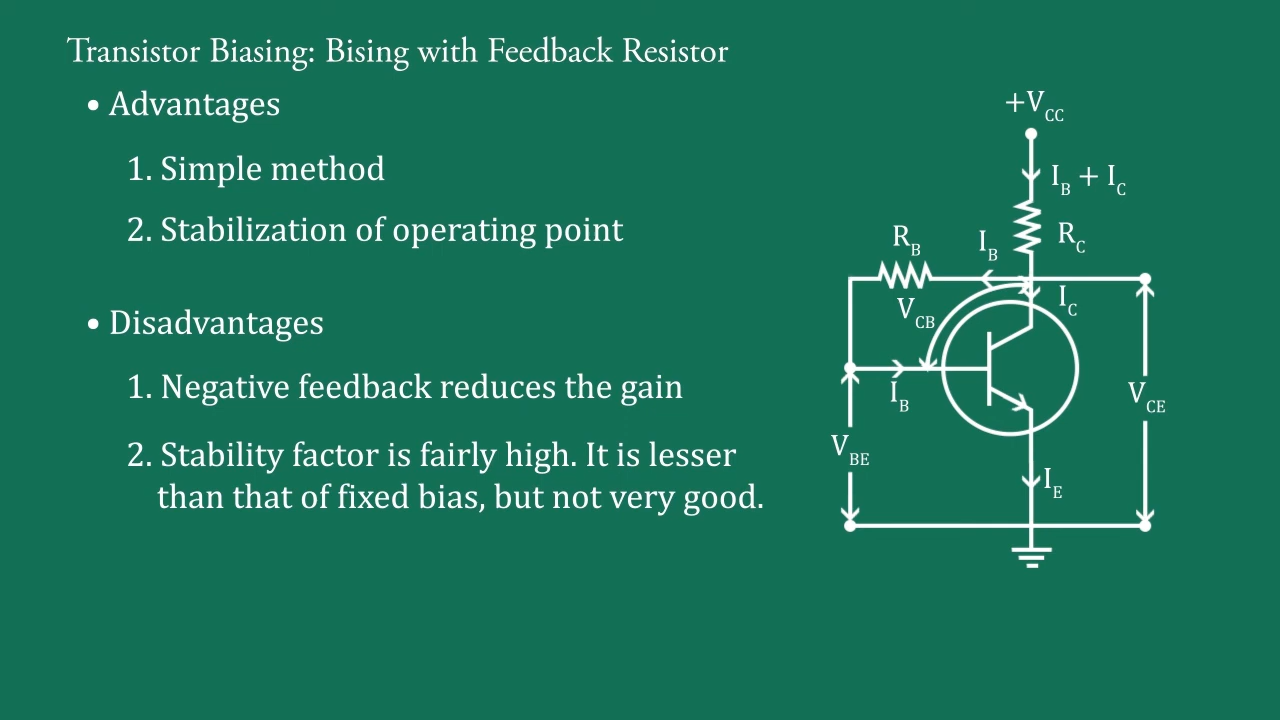 Transistor Biasing: Bising with Feedback Resistor
• Advantages
1. Simple method
2. Stabilization of operating point
• Disadvantages
1. Negative feedback reduces the gain
2. Stability factor is fairly high. It is lesser
than that of fixed bias, but not very good.
+VCC
IB + IC
RC
RB
IB
IC
VCB
IB
VCE
VBE
IE